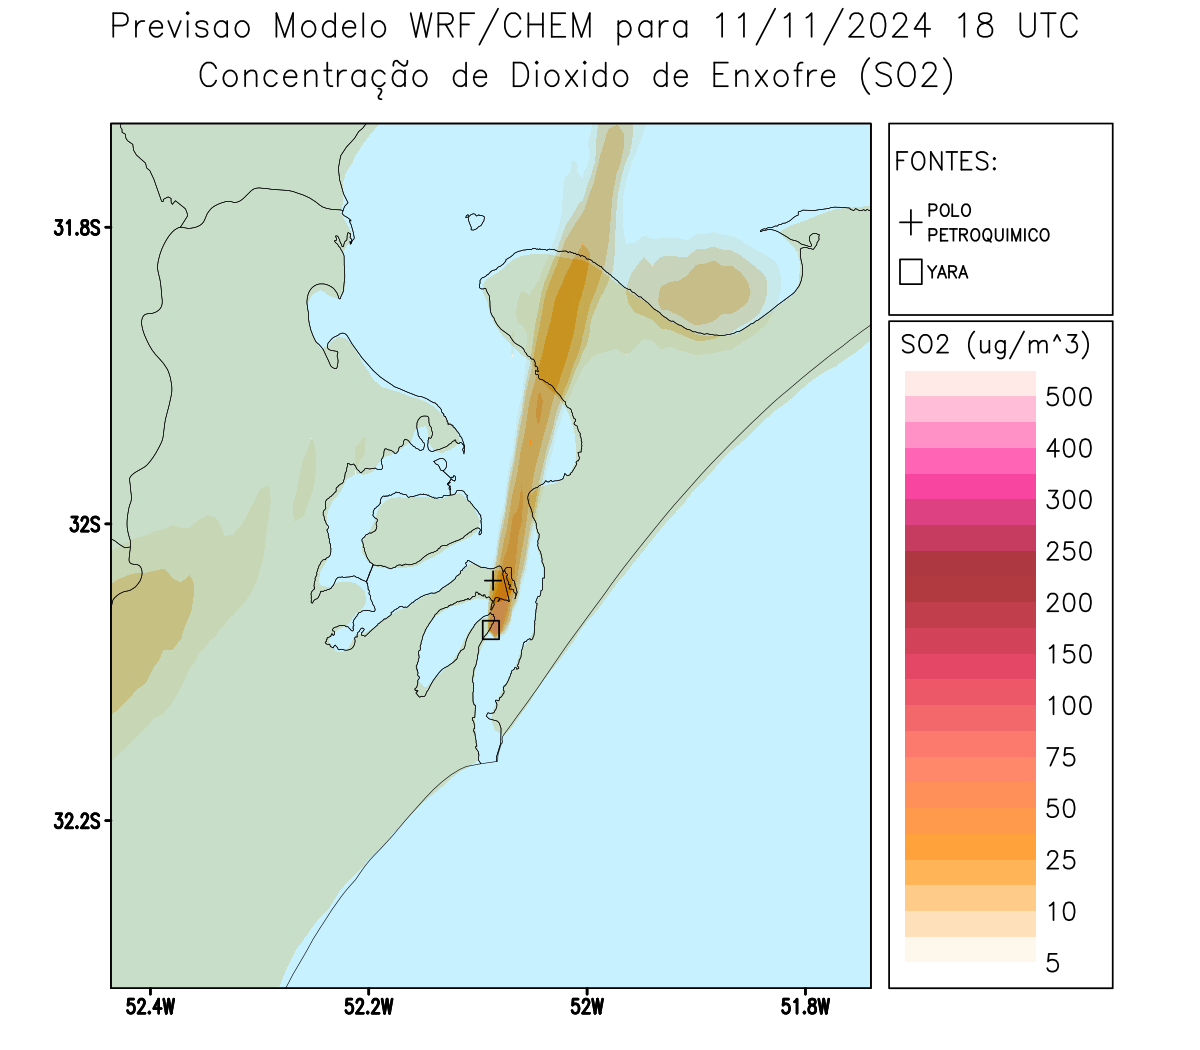 Previsao Modelo WRF/CHEM para 11/11/2024 18 UTC
Concentração de Dioxido de Enxofre (SO2)
FONTES:
POLO
PETROQUIMICO
YARA
SO2 (ug/m^3)
500
400
300
250
200
150
100
75
50
25
10
5
31.8S
32S
32.2S
52.4W
52.2W
52W
51.8W